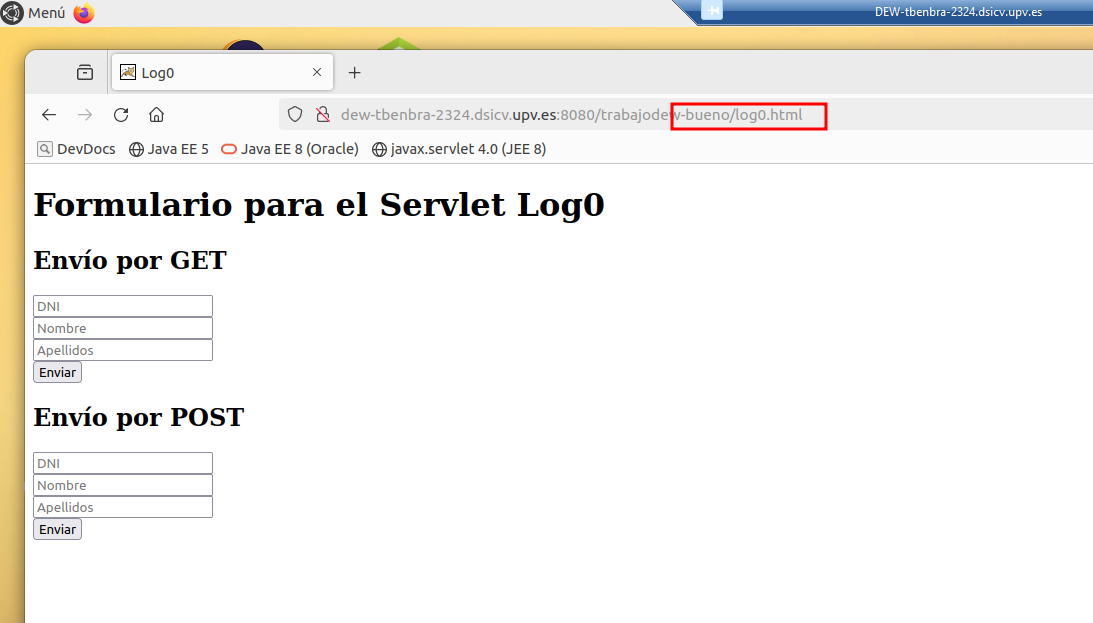 Menú
DEW-tbenbra-2324.dsicv.upv.es
Log0
dew-tbenbra-2324.dsicv.upv.es:8080/trabajodew-bueno/log0.html
DevDocs Java EE 5 Java EE 8 (Oracle) javax.servlet 4.0 (JEE 8)
Formulario para el Servlet Log0
Envío por GET
DNI
Nombre
Apellidos
Enviar
Envío por POST
DNI
Nombre
Apellidos
Enviar